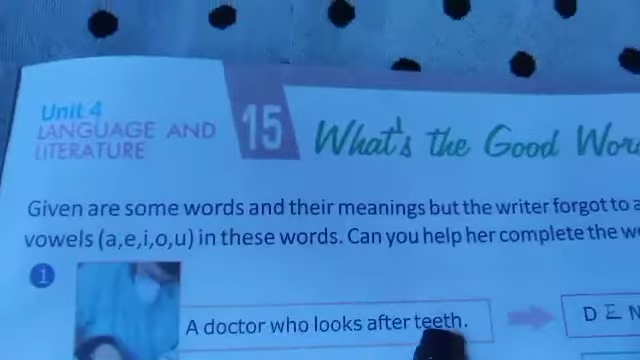 Unit 4
LANGUAGE AND
LITERATURE
15
What's the Good
Given are some words and their meanings but the writer forgot to
vowels (a,e,i,o,u) in these words. Can you help her complete the
1
A doctor who looks after teeth.
D E N